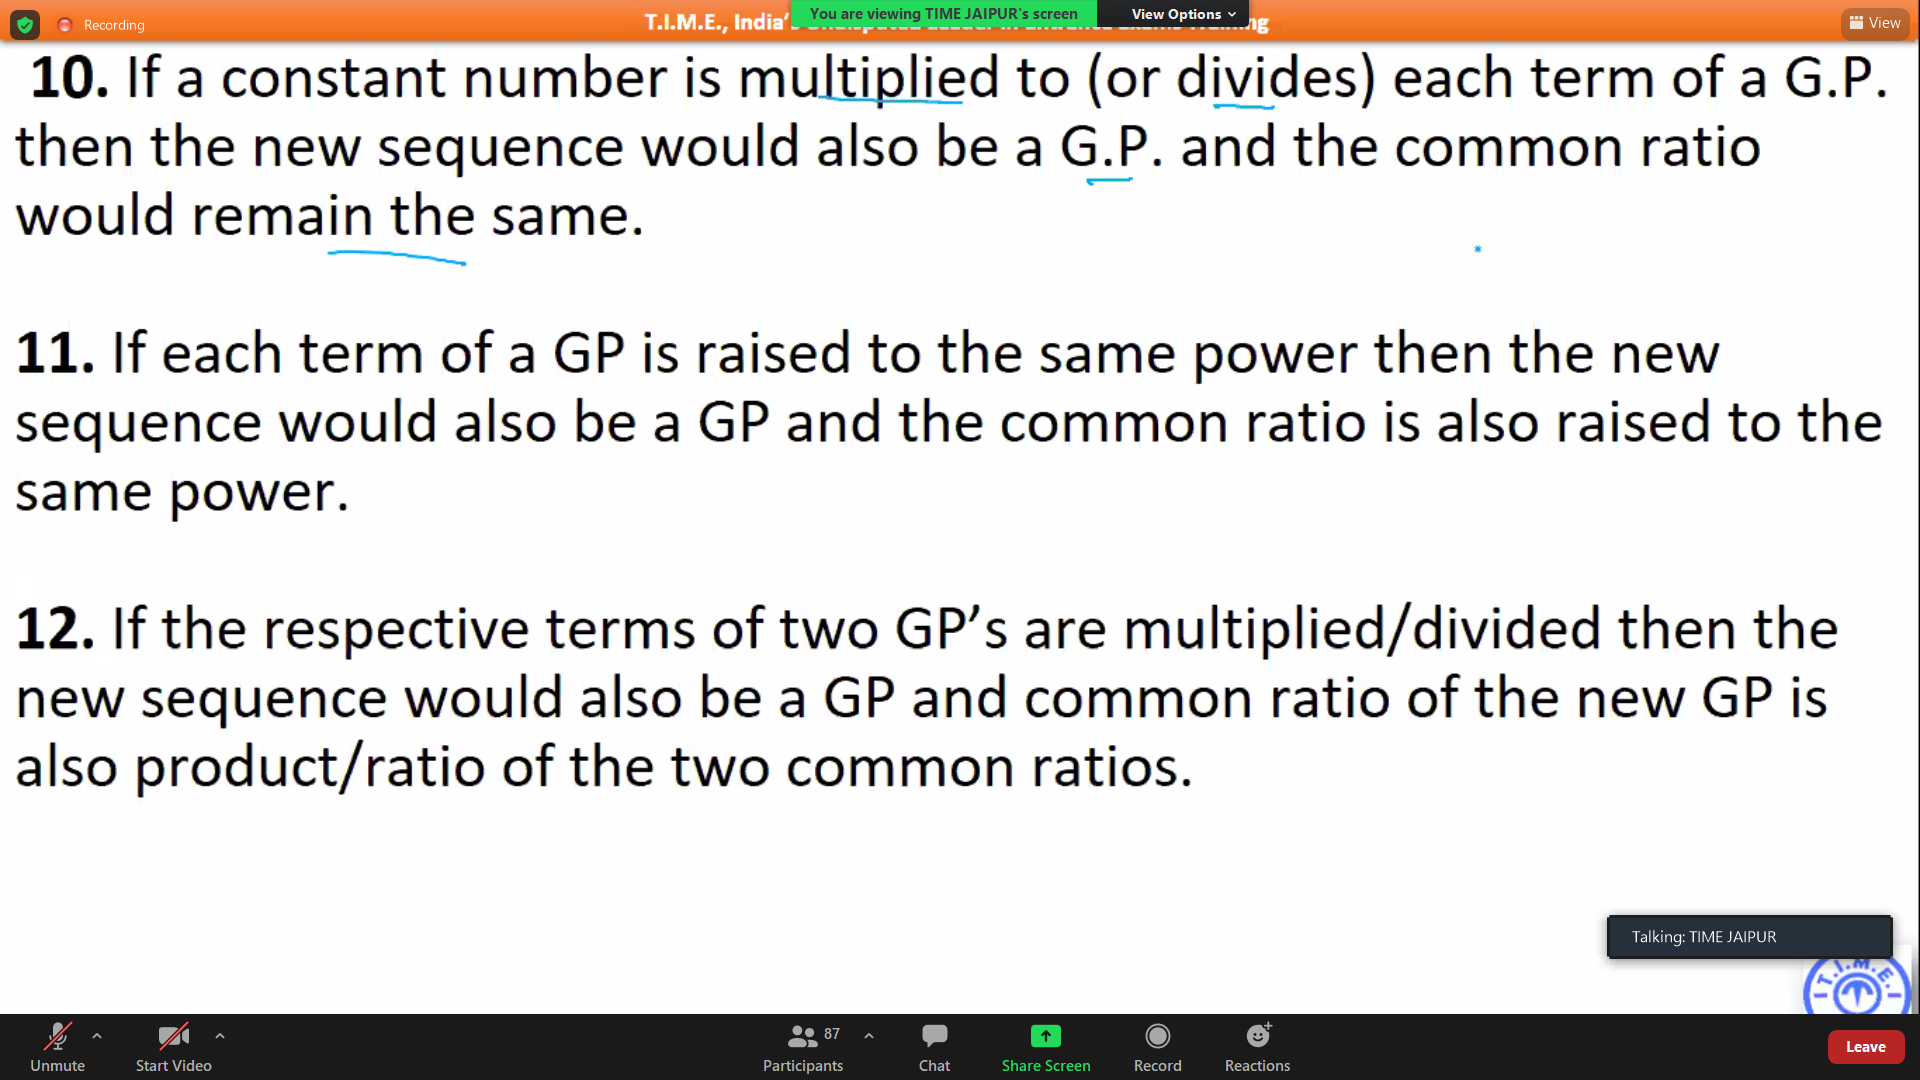 Recording
T.I.M.E., India'
You are viewing TIME JAIPUR's screen
View Options
View
10. If a constant number is multiplied to (or divides) each term of a G.P.
then the new sequence would also be a G.P. and the common ratio
would remain the same.
11. If each term of a GP is raised to the same power then the new
sequence would also be a GP and the common ratio is also raised to the
same power.
12. If the respective terms of two GP's are multiplied/divided then the
new sequence would also be a GP and common ratio of the new GP is
also product/ratio of the two common ratios.
Talking: TIME JAIPUR
T.I.M.E.
Unmute
Start Video
Participants 87
Chat
Share Screen
Record
Reactions
Leave